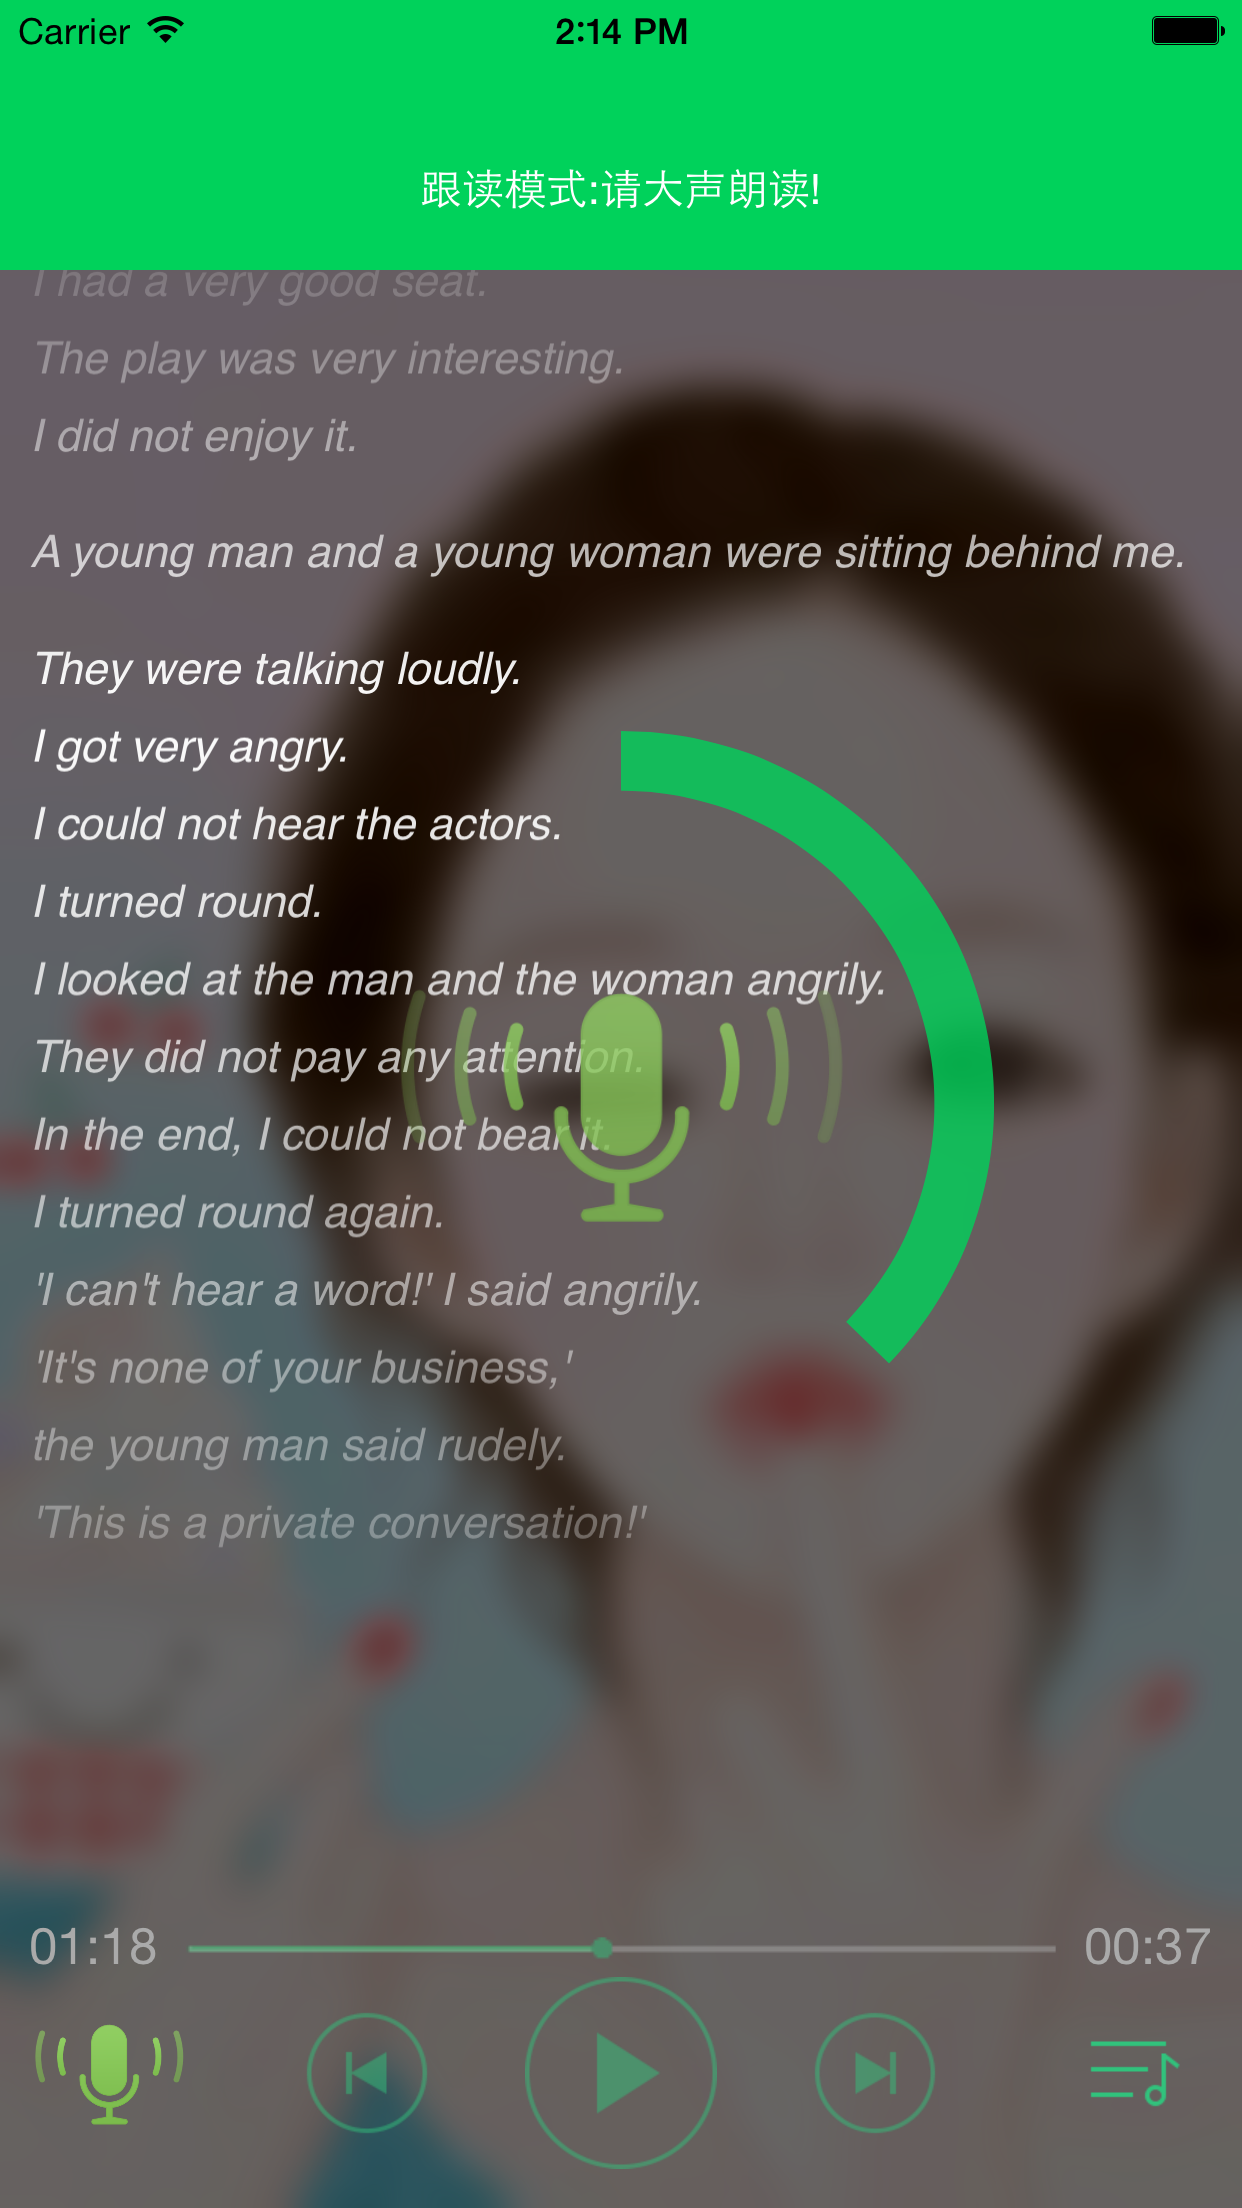 Carrier
2:14 PM
跟读模式:请大声朗读!
I had a very good seat.
The play was very interesting.
I did not enjoy it.
A young man and a young woman were sitting behind me.
They were talking loudly.
I got very angry.
I could not hear the actors.
I turned round.
I looked at the man and the woman angrily.
They did not pay any attention.
In the end, I could not bear it.
I turned round again.
'I can't hear a word!' I said angrily.
'It's none of your business,'
the young man said rudely.
'This is a private conversation!'
01:18
00:37